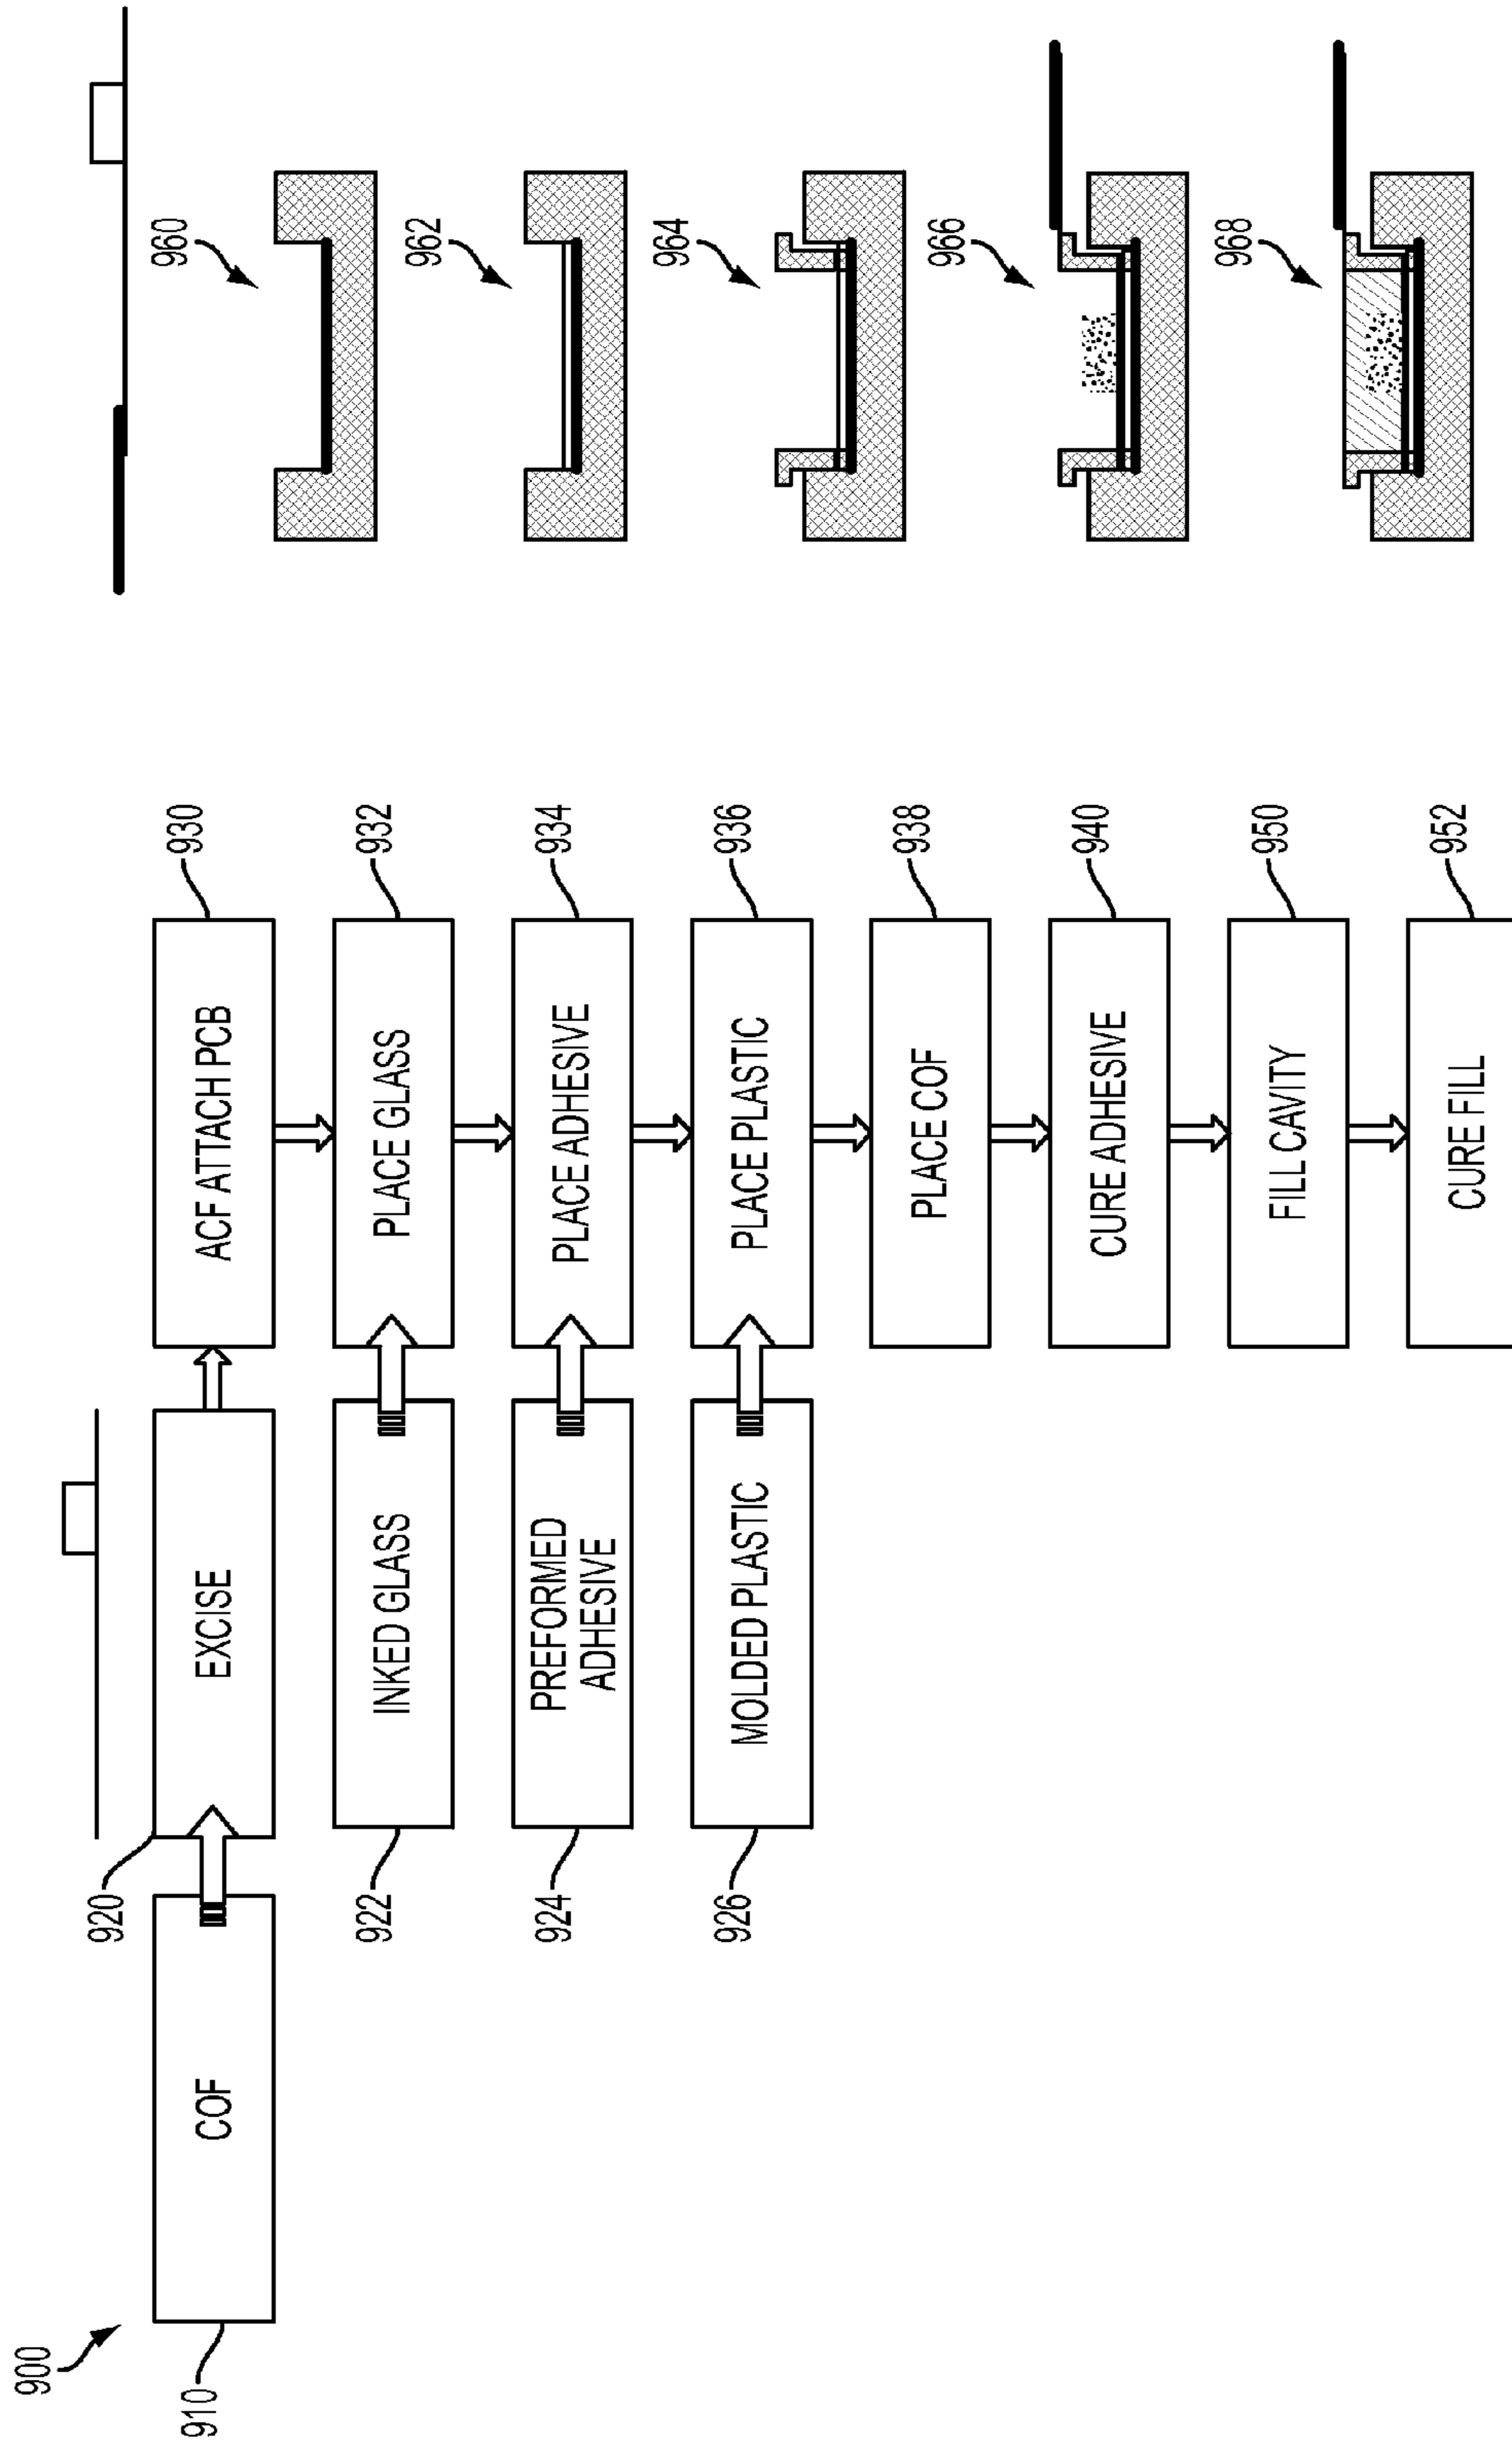 900
910
COF
920
EXCISE
ACF ATTACH PCB
930
922
INKED GLASS
PLACE GLASS
932
924
PREFORMED
ADHESIVE
PLACE ADHESIVE
934
926
MOLDED PLASTIC
PLACE PLASTIC
936
PLACE COF
938
CURE ADHESIVE
940
FILL CAVITY
950
CURE FILL
952
960
962
964
966
968